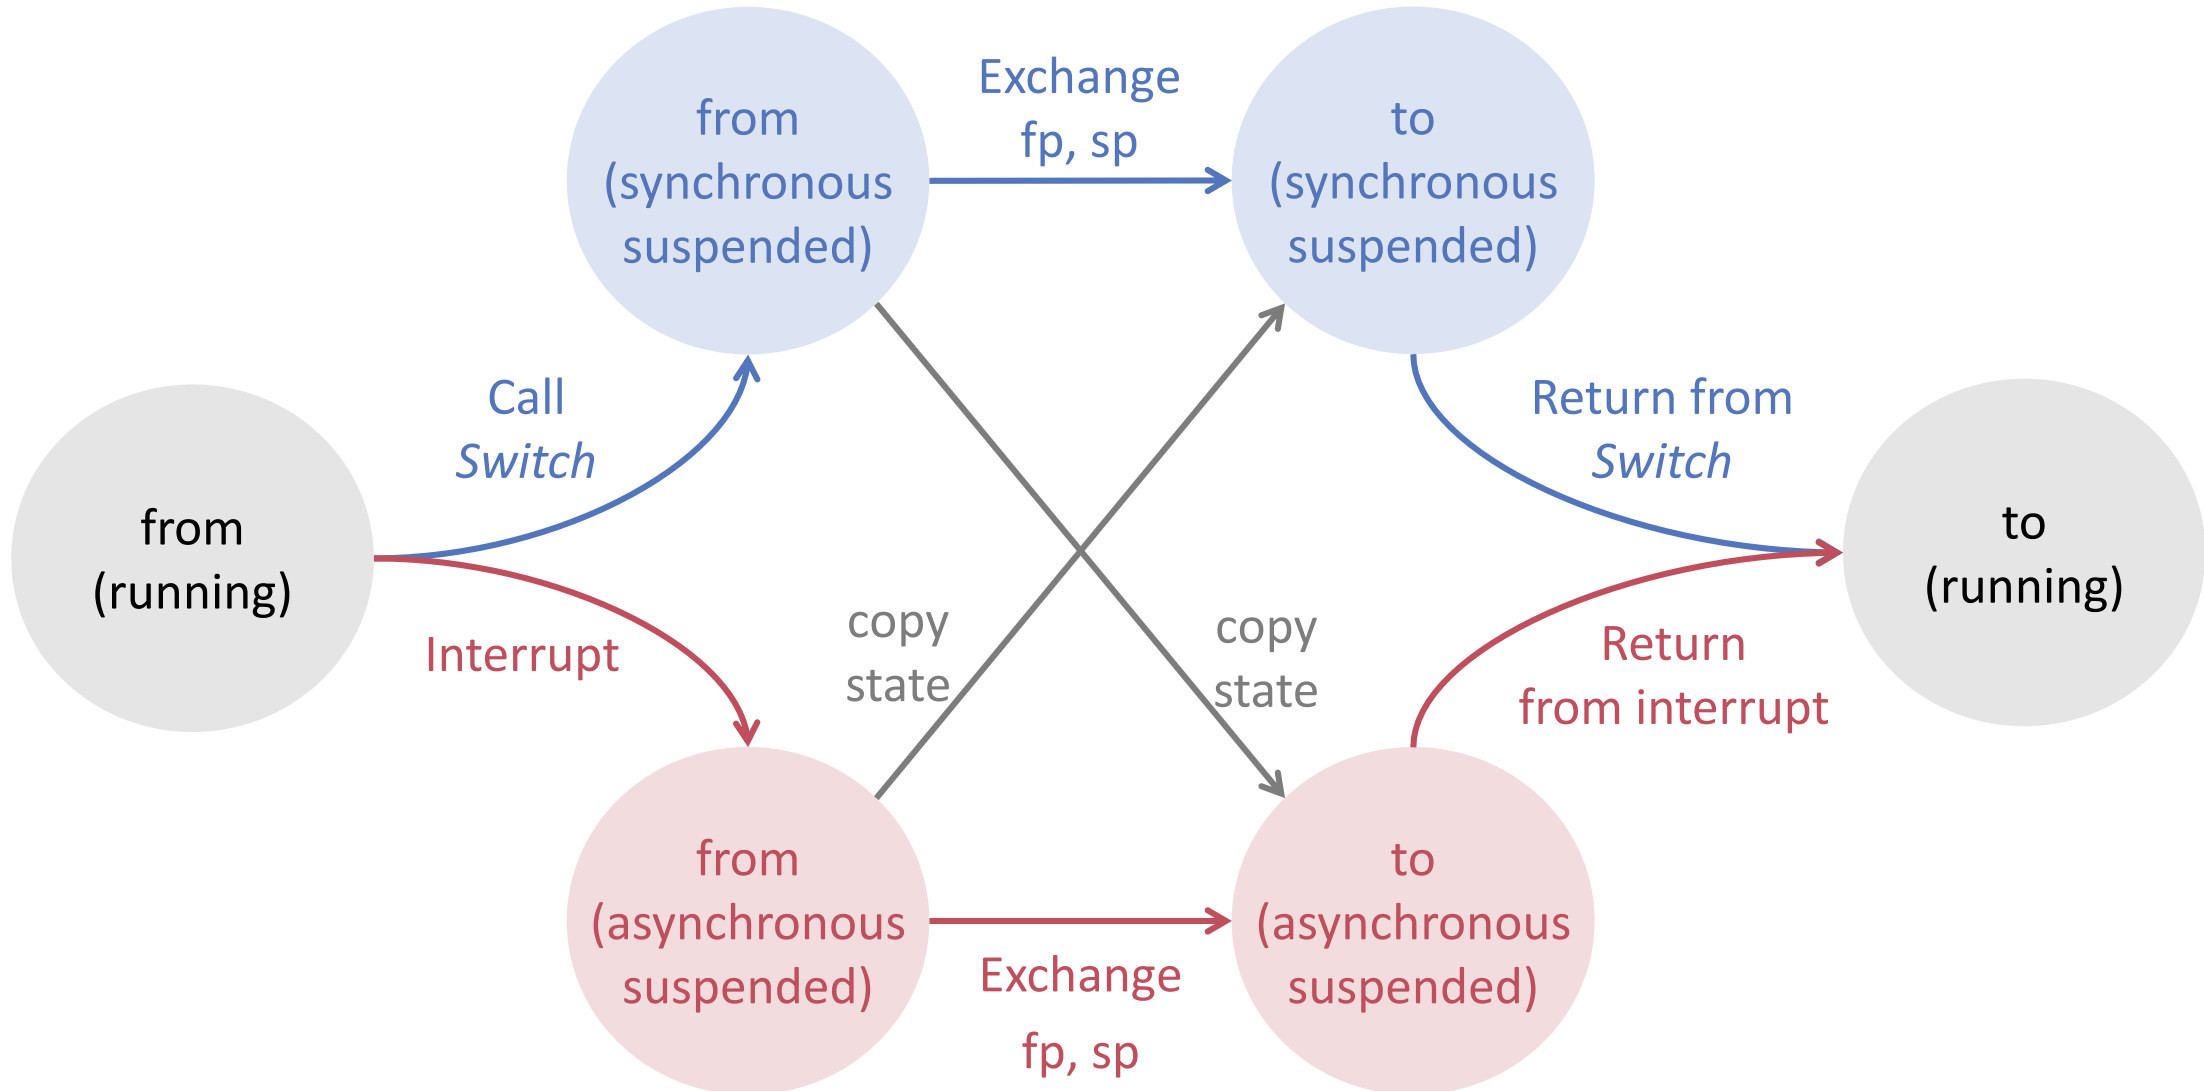 from
(synchronous
suspended)
Exchange
fp, sp
to
(synchronous
suspended)
Call
Switch
Return from
Switch
from
(running)
to
(running)
Interrupt
copy
state
copy
state
Return
from interrupt
from
(asynchronous
suspended)
Exchange
fp, sp
to
(asynchronous
suspended)